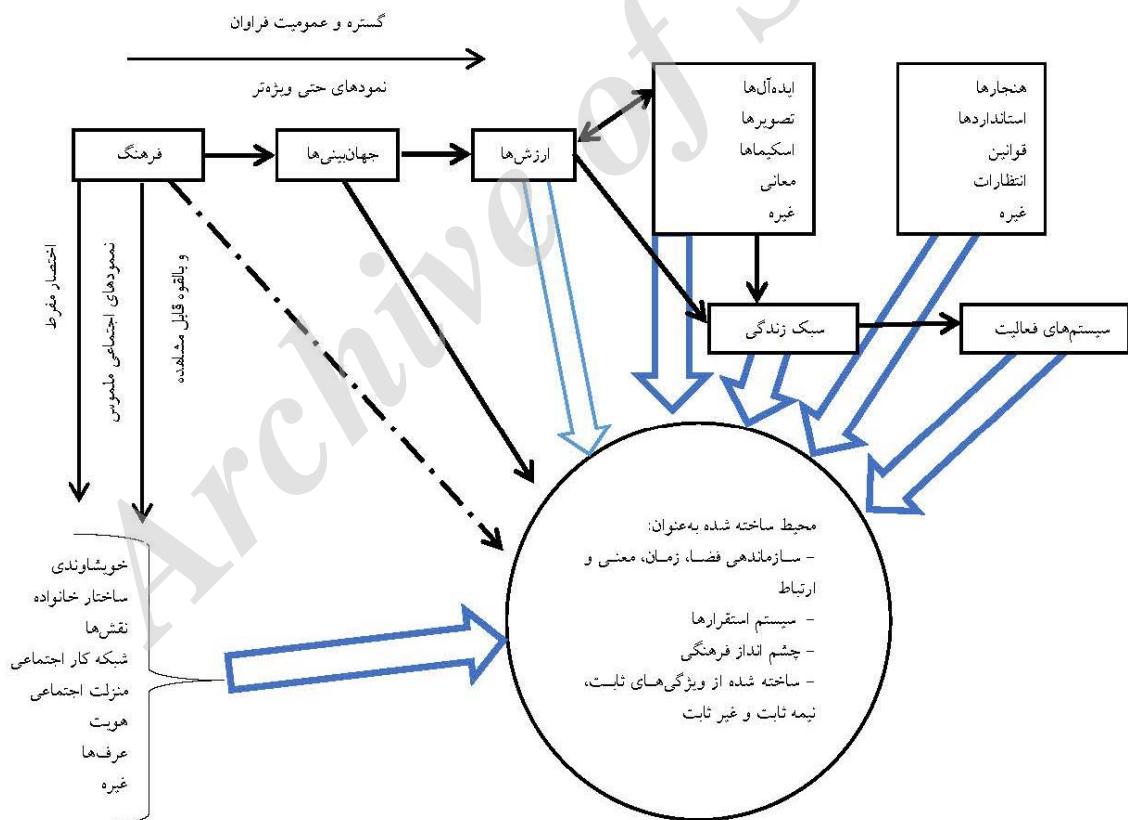 گستره و عمومیت فراوان
نمودهای حتی ویژه‌تر
فرهنگ
جهان‌بینی‌ها
ارزش‌ها
ایده‌آل‌ها
تصویرها
اسکیماها
معانی
غیره
هنجارها
استانداردها
قوانین
انتظارات
غیره
سبک زندگی
سیستم‌های فعالیت
اختصار مفرط
نممودهای اجتماعی ملموس
و بالقوه قابل مشاهده
خویشاوندی
ساختار خانواده
نقش‌ها
شبکه کار اجتماعی
منزلت اجتماعی
هویت
عرف‌ها
غیره
محیط ساخته شده به‌عنوان:
- سازماندهی فضا، زمان، معنی و
ارتباط
- سیستم استقرارها
- چشم انداز فرهنگی
- ساخته شده از ویژگی‌های ثابت،
نیمه ثابت و غیر ثابت
Archive of S